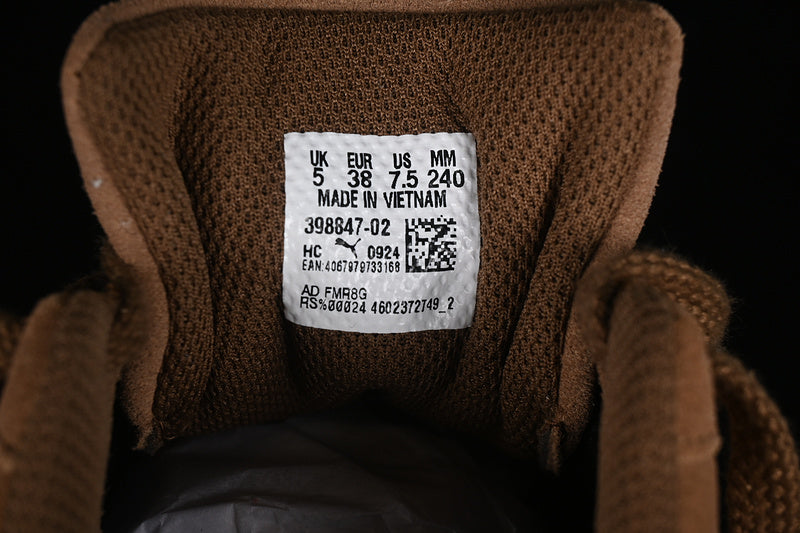 UK EUR US MM
5 38 7.5 240
MADE IN VIETNAM
398847-02
HC 0924
EAN:4067979733168
AD FMR8G
RS%00024 4602372749_2